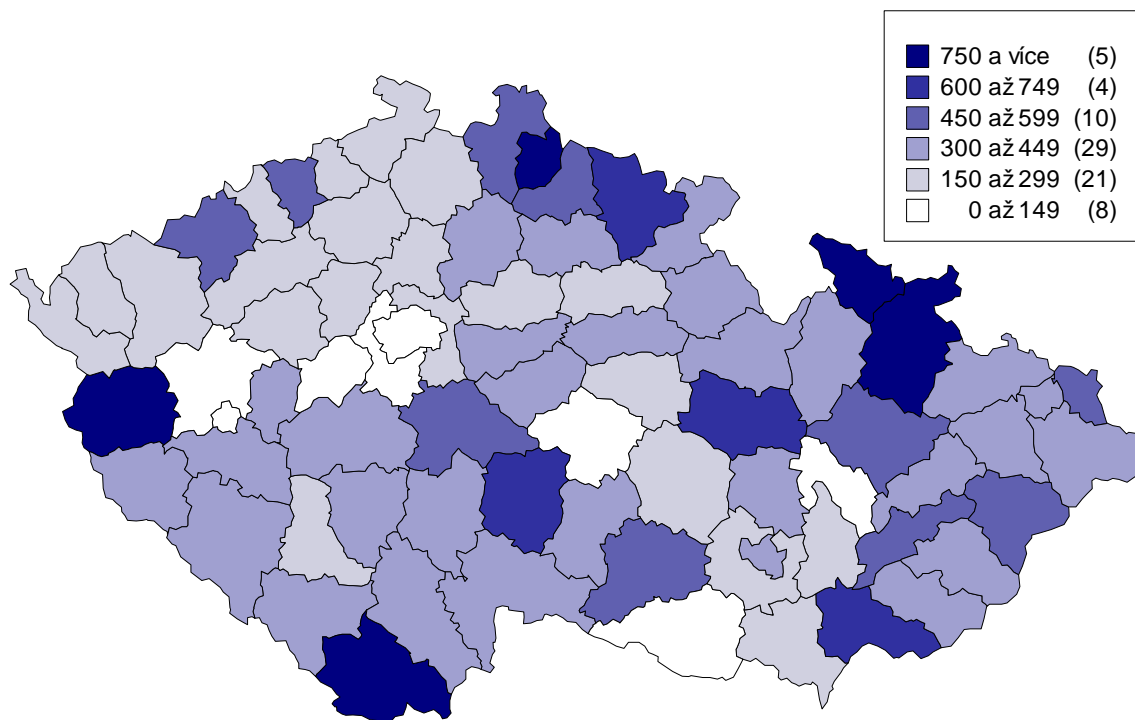 750 a více (5)
600 až 749 (4)
450 až 599 (10)
300 až 449 (29)
150 až 299 (21)
0 až 149 (8)